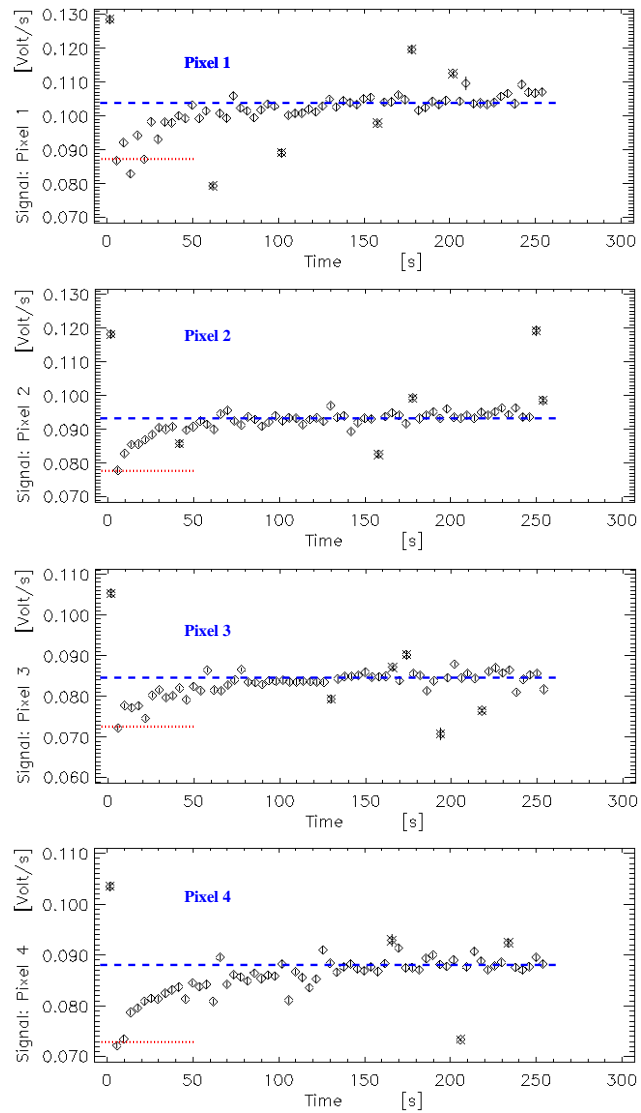 [Volt/s]
Signal: Pixel 1
0.130
0.120
0.110
0.100
0.090
0.080
0.070
Pixel 1
0 50 100 150 200 250 300
Time [s]
[Volt/s]
Signal: Pixel 2
0.130
0.120
0.110
0.100
0.090
0.080
0.070
Pixel 2
0 50 100 150 200 250 300
Time [s]
[Volt/s]
Signal: Pixel 3
0.110
0.100
0.090
0.080
0.070
0.060
Pixel 3
0 50 100 150 200 250 300
Time [s]
[Volt/s]
Signal: Pixel 4
0.110
0.100
0.090
0.080
0.070
Pixel 4
0 50 100 150 200 250 300
Time [s]